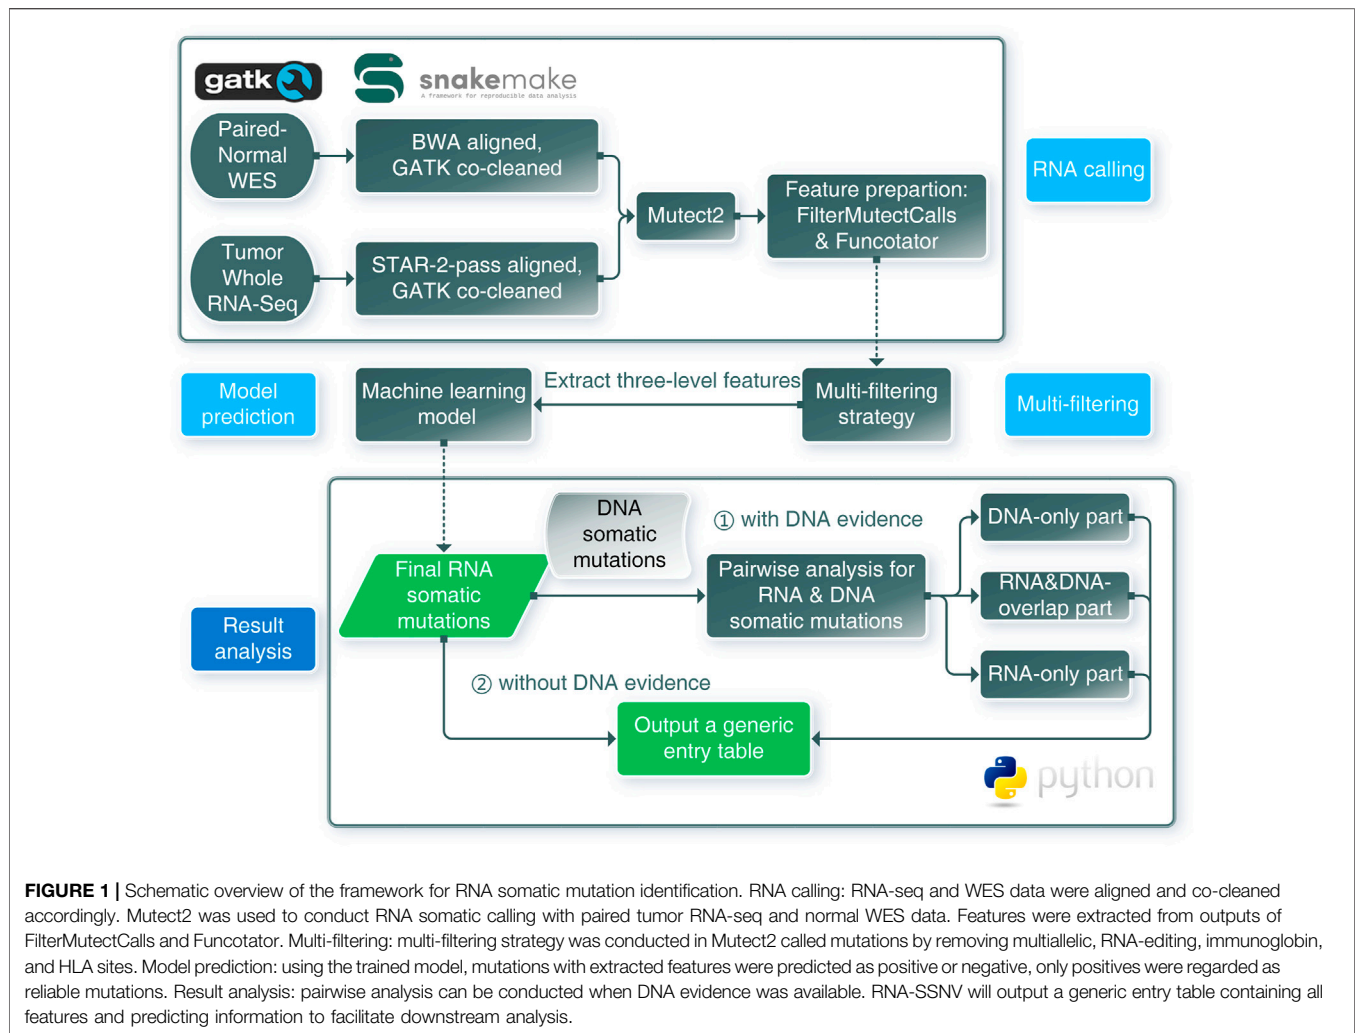 gatk
snakemake
A framework for reproducible data analysis
Paired-
Normal
WES
BWA aligned,
GATK co-cleaned
Tumor
Whole
RNA-Seq
STAR-2-pass aligned,
GATK co-cleaned
Mutect2
Feature prepartion:
FilterMutectCalls
& Funcotator
RNA calling
Model
prediction
Machine learning
model
Extract three-level features
Multi-filtering
strategy
Multi-filtering
DNA
somatic
mutations
① with DNA evidence
Final RNA
somatic
mutations
Pairwise analysis for
RNA & DNA
somatic mutations
DNA-only part
RNA&DNA-
overlap part
RNA-only part
Result
analysis
② without DNA evidence
Output a generic
entry table
python
FIGURE 1 | Schematic overview of the framework for RNA somatic mutation identification. RNA calling: RNA-seq and WES data were aligned and co-cleaned
accordingly. Mutect2 was used to conduct RNA somatic calling with paired tumor RNA-seq and normal WES data. Features were extracted from outputs of
FilterMutectCalls and Funcotator. Multi-filtering: multi-filtering strategy was conducted in Mutect2 called mutations by removing multiallelic, RNA-editing, immunoglobin,
and HLA sites. Model prediction: using the trained model, mutations with extracted features were predicted as positive or negative, only positives were regarded as
reliable mutations. Result analysis: pairwise analysis can be conducted when DNA evidence was available. RNA-SSNV will output a generic entry table containing all
features and predicting information to facilitate downstream analysis.